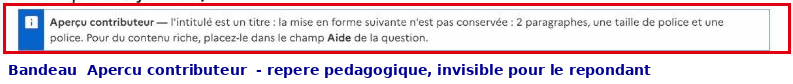 Aperçu contributeur — l'intitulé est un titre : la mise en forme suivante n'est pas conservée : 2 paragraphes, une taille de police et une
police. Pour du contenu riche, placez-le dans le champ Aide de la question.
Bandeau Apercu contributeur - repere pedagogique, invisible pour le repondant